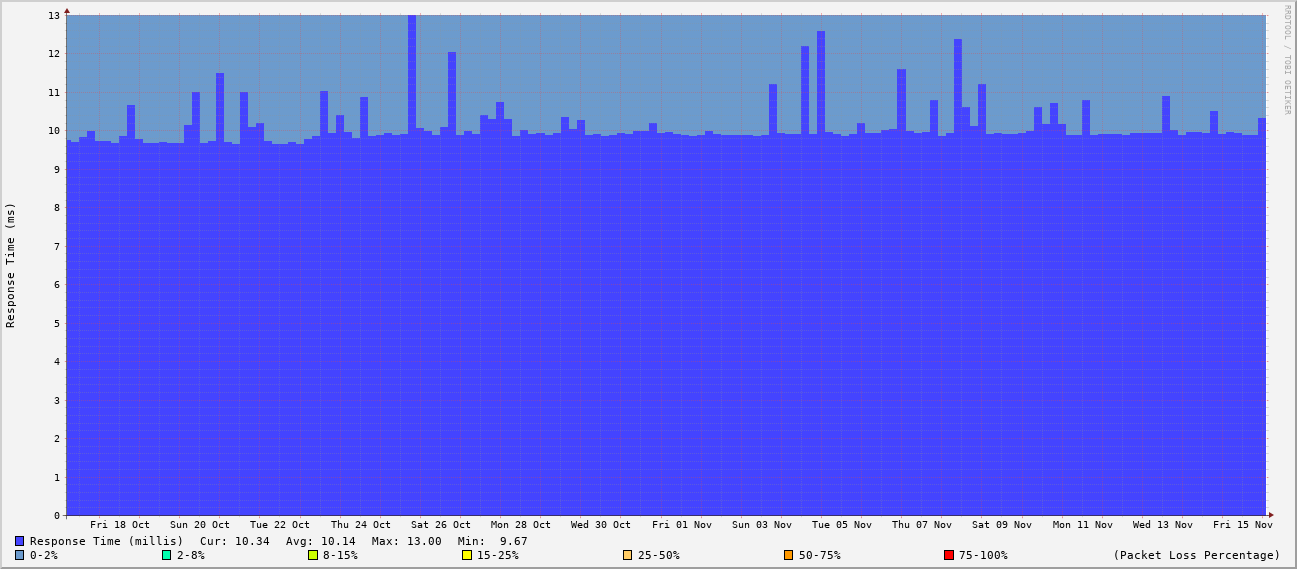 RRDTOOL / TOBI OETIKER
Response Time (ms)
13
12
11
10
9
8
7
6
5
4
3
2
1
0
Fri 18 Oct Sun 20 Oct Tue 22 Oct Thu 24 Oct Sat 26 Oct Mon 28 Oct Wed 30 Oct Fri 01 Nov Sun 03 Nov Tue 05 Nov Thu 07 Nov Sat 09 Nov Mon 11 Nov Wed 13 Nov Fri 15 Nov
Response Time (millis) Cur: 10.34 Avg: 10.14 Max: 13.00 Min: 9.67
0-2% 2-8% 8-15% 15-25% 25-50% 50-75% 75-100% (Packet Loss Percentage)